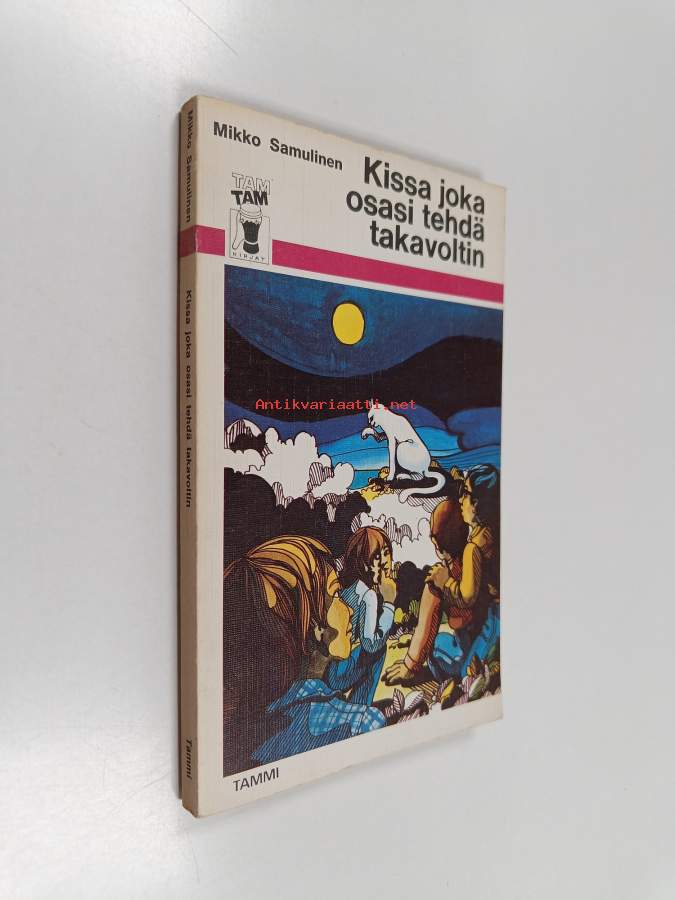 Mikko Samulinen
Kissa joka
osasi tehdä
takavoltin
TAM
TAM
KIRJAT
Antikvariaatti.net
TAMMI
Mikko Samulinen
Kissa joka osasi tehdä takavoltin
Tammi